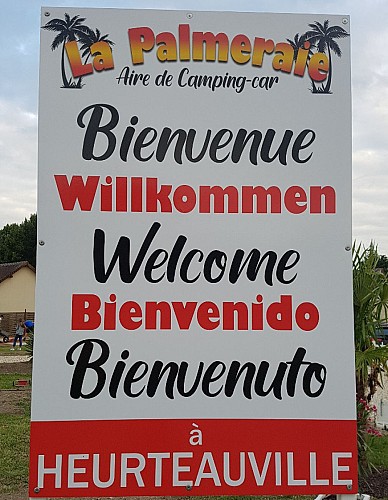 La Palmeraie
Aire de Camping-car
Bienvenue
Willkommen
Welcome
Bienvenido
Bienvenuto
à
HEURTEAUVILLE